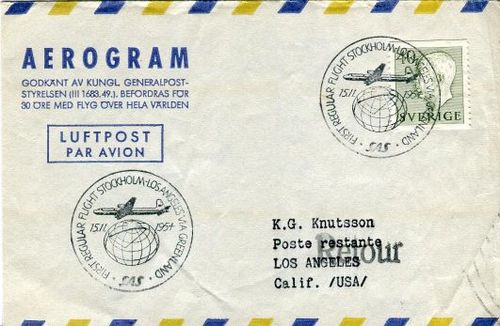 AEROGRAM
GODKÄNT AV KUNGL. GENERALPOST-
STYRELSEN (III 1683.49.). BEFORDRAS FÖR
30 ÖRE MED FLYG ÖVER HELA VÄRLDEN
LUFTPOST
PAR AVION
FIRST REGULAR FLIGHT STOCKHOLM-LOS ANGELES VIA GREENLAND
15/11 1954
SAS
SVERIGE
FIRST REGULAR FLIGHT STOCKHOLM-LOS ANGELES VIA GREENLAND
15/11 1954
SAS
K.G. Knutsson
Poste restante
Retour
LOS ANGELES
Calif. /USA/